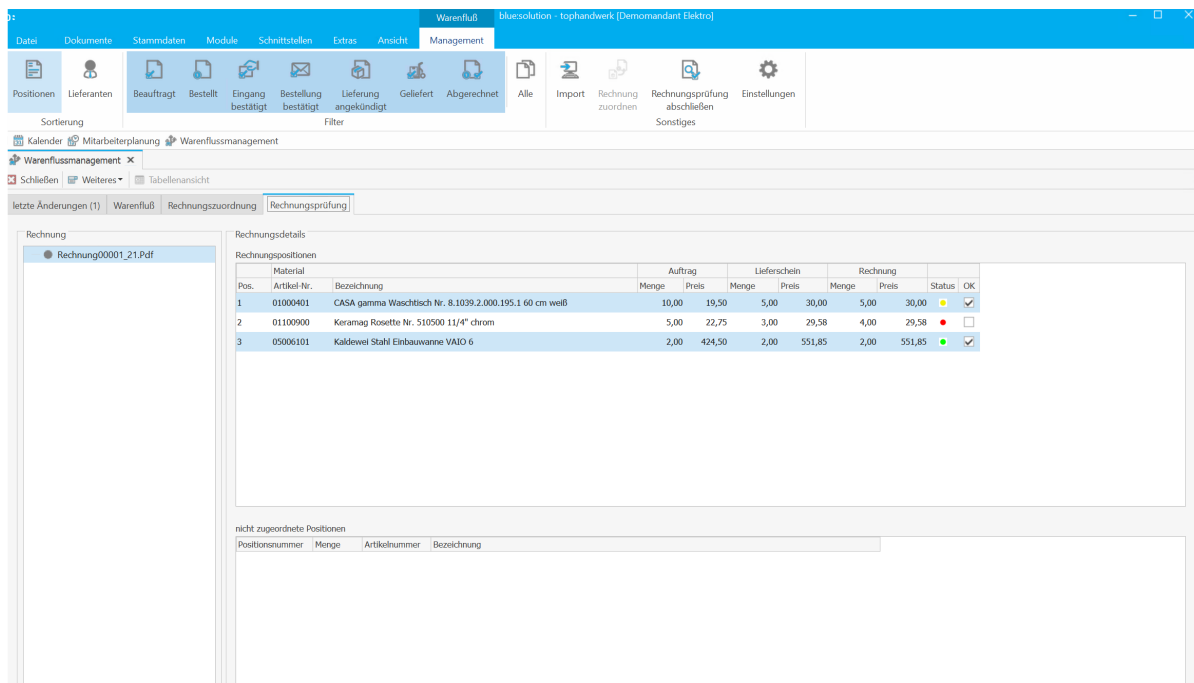 Warenfluß blue:solution - tophandwerk [Demomandant Elektro]
Datei Dokumente Stammdaten Module Schnittstellen Extras Ansicht Management
Positionen Lieferanten Beauftragt Bestellt Eingang bestätigt Bestellung bestätigt Lieferung angekündigt Geliefert Abgerechnet Alle Import Rechnung zuordnen Rechnungsprüfung abschließen Einstellungen
Sortierung Filter Sonstiges
Kalender Mitarbeiterplanung Warenflussmanagement
Warenflussmanagement X
Schließen Weiteres Tabellenansicht
letzte Änderungen (1) Warenfluß Rechnungszuordnung Rechnungsprüfung
Rechnung Rechnungsdetails
Rechnung00001_21.Pdf
Rechnungspositionen
Material Auftrag Lieferschein Rechnung
Pos. Artikel-Nr. Bezeichnung Menge Preis Menge Preis Menge Preis Status OK
1 01000401 CASA gamma Waschtisch Nr. 8.1039.2.000.195.1 60 cm weiß 10,00 19,50 5,00 30,00 5,00 30,00
2 01100900 Keramag Rosette Nr. 510500 11/4" chrom 5,00 22,75 3,00 29,58 4,00 29,58
3 05006101 Kaldewei Stahl Einbauwanne VAIO 6 2,00 424,50 2,00 551,85 2,00 551,85
nicht zugeordnete Positionen
Positionsnummer Menge Artikelnummer Bezeichnung